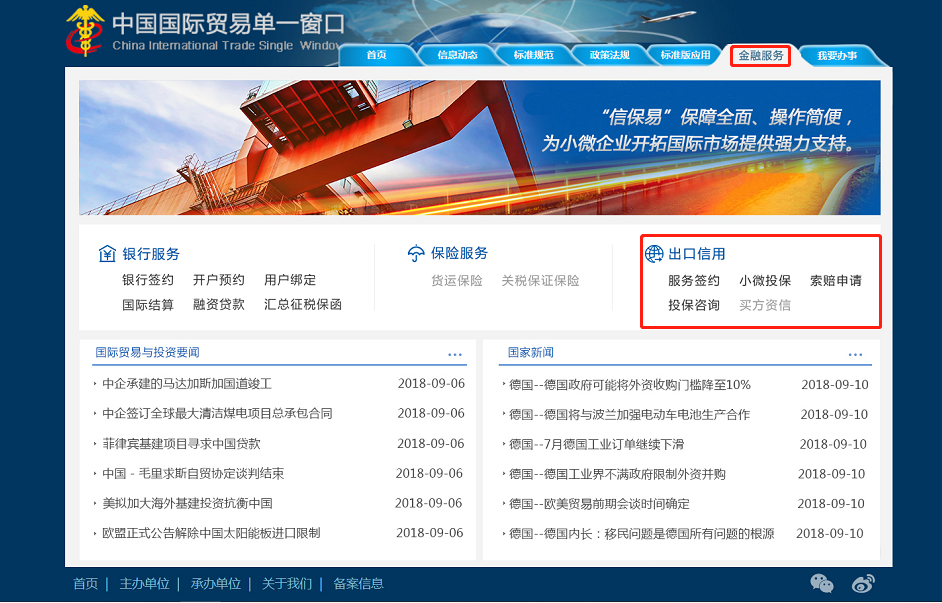 中国国际贸易单一窗口
China International Trade Single Window
首页 信息动态 标准规范 政策法规 标准版应用 金融服务 我要办事
“信保易”保障全面、操作简便，
为小微企业开拓国际市场提供强力支持。
银行服务
银行签约 开户预约 用户绑定
国际结算 融资贷款 汇总征税保函
保险服务
货运保险 关税保证保险
出口信用
服务签约 小微投保 索赔申请
投保咨询 买方资信
国际贸易与投资要闻 ...
中企承建的马达加斯加国道竣工 2018-09-06
中企签订全球最大清洁煤电项目总承包合同 2018-09-06
菲律宾基建项目寻求中国贷款 2018-09-06
中国 - 毛里求斯自贸协定谈判结束 2018-09-06
美拟加大海外基建投资抗衡中国 2018-09-06
欧盟正式公告解除中国太阳能板进口限制 2018-09-06
国家新闻 ...
德国--德国政府可能将外资收购门槛降至10% 2018-09-10
德国--德国将与波兰加强电动车电池生产合作 2018-09-10
德国--7月德国工业订单继续下滑 2018-09-10
德国--德国工业界不满政府限制外资并购 2018-09-10
德国--欧美贸易前期会谈时间确定 2018-09-10
德国--德国内长：移民问题是德国所有问题的根源 2018-09-10
首页 | 主办单位 | 承办单位 | 关于我们 | 备案信息